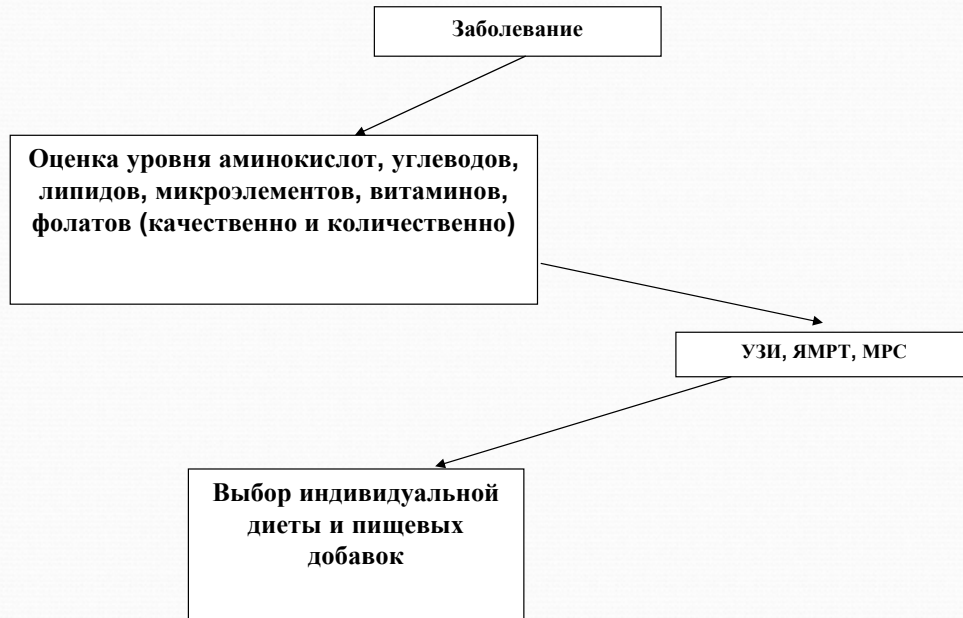 Заболевание
Оценка уровня аминокислот, углеводов,
липидов, микроэлементов, витаминов,
фолатов (качественно и количественно)
УЗИ, ЯМРТ, МРС
Выбор индивидуальной
диеты и пищевых
добавок